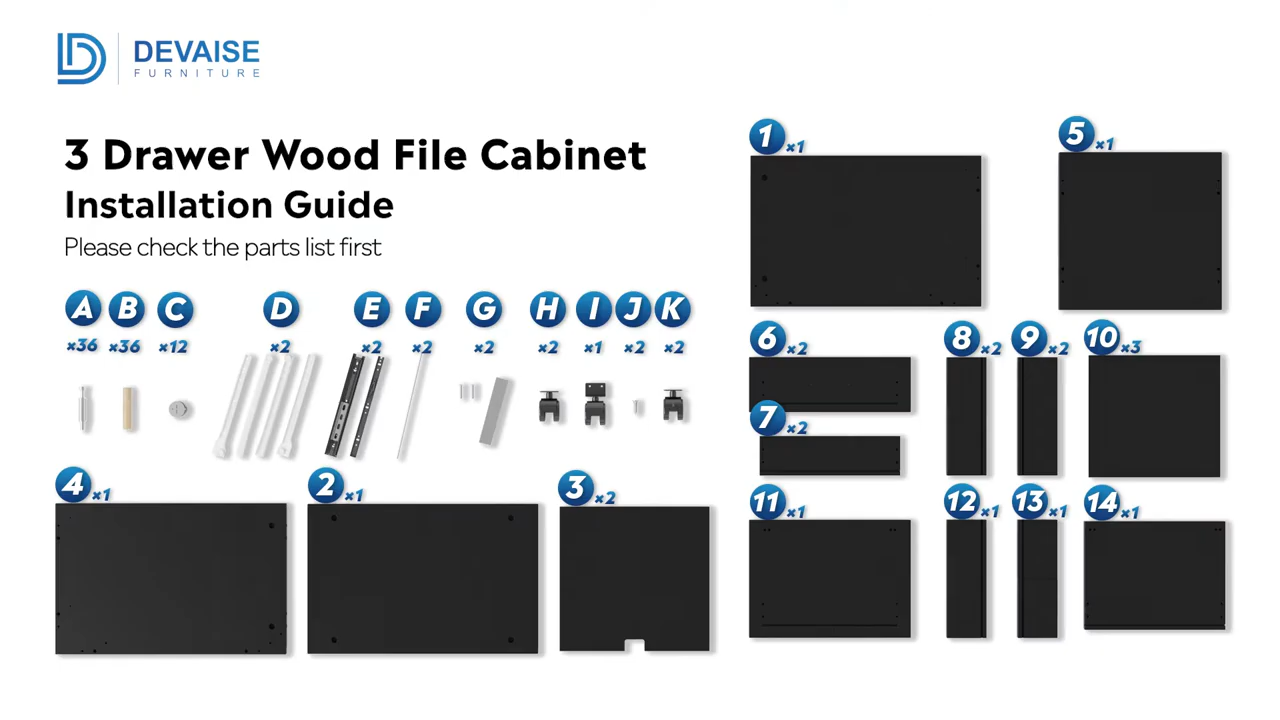 DEVAISE
FURNITURE
3 Drawer Wood File Cabinet
Installation Guide
Please check the parts list first
A ×36
B ×36
C ×12
D ×2
E ×2
F ×2
G ×2
H ×2
I ×1
J ×2
K ×2
4 ×1
2 ×1
3 ×2
1 ×1
5 ×1
6 ×2
7 ×2
8 ×2
9 ×2
10 ×3
11 ×1
12 ×1
13 ×1
14 ×1